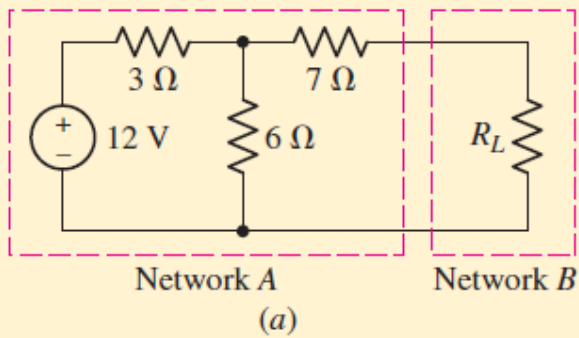 3 Ω 7 Ω
+
−
12 V 6 Ω R_L
Network A Network B
(a)